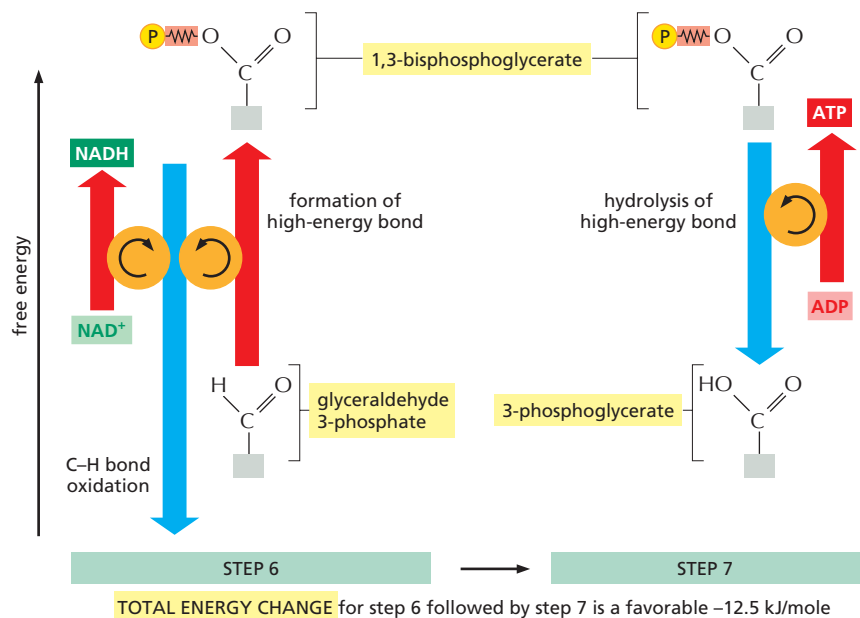 P O O
C
1,3-bisphosphoglycerate
P O O
C
free energy
NADH
NAD+
formation of
high-energy bond
hydrolysis of
high-energy bond
ATP
ADP
H O
C
glyceraldehyde
3-phosphate
3-phosphoglycerate
HO O
C
C–H bond
oxidation
STEP 6
STEP 7
TOTAL ENERGY CHANGE for step 6 followed by step 7 is a favorable –12.5 kJ/mole